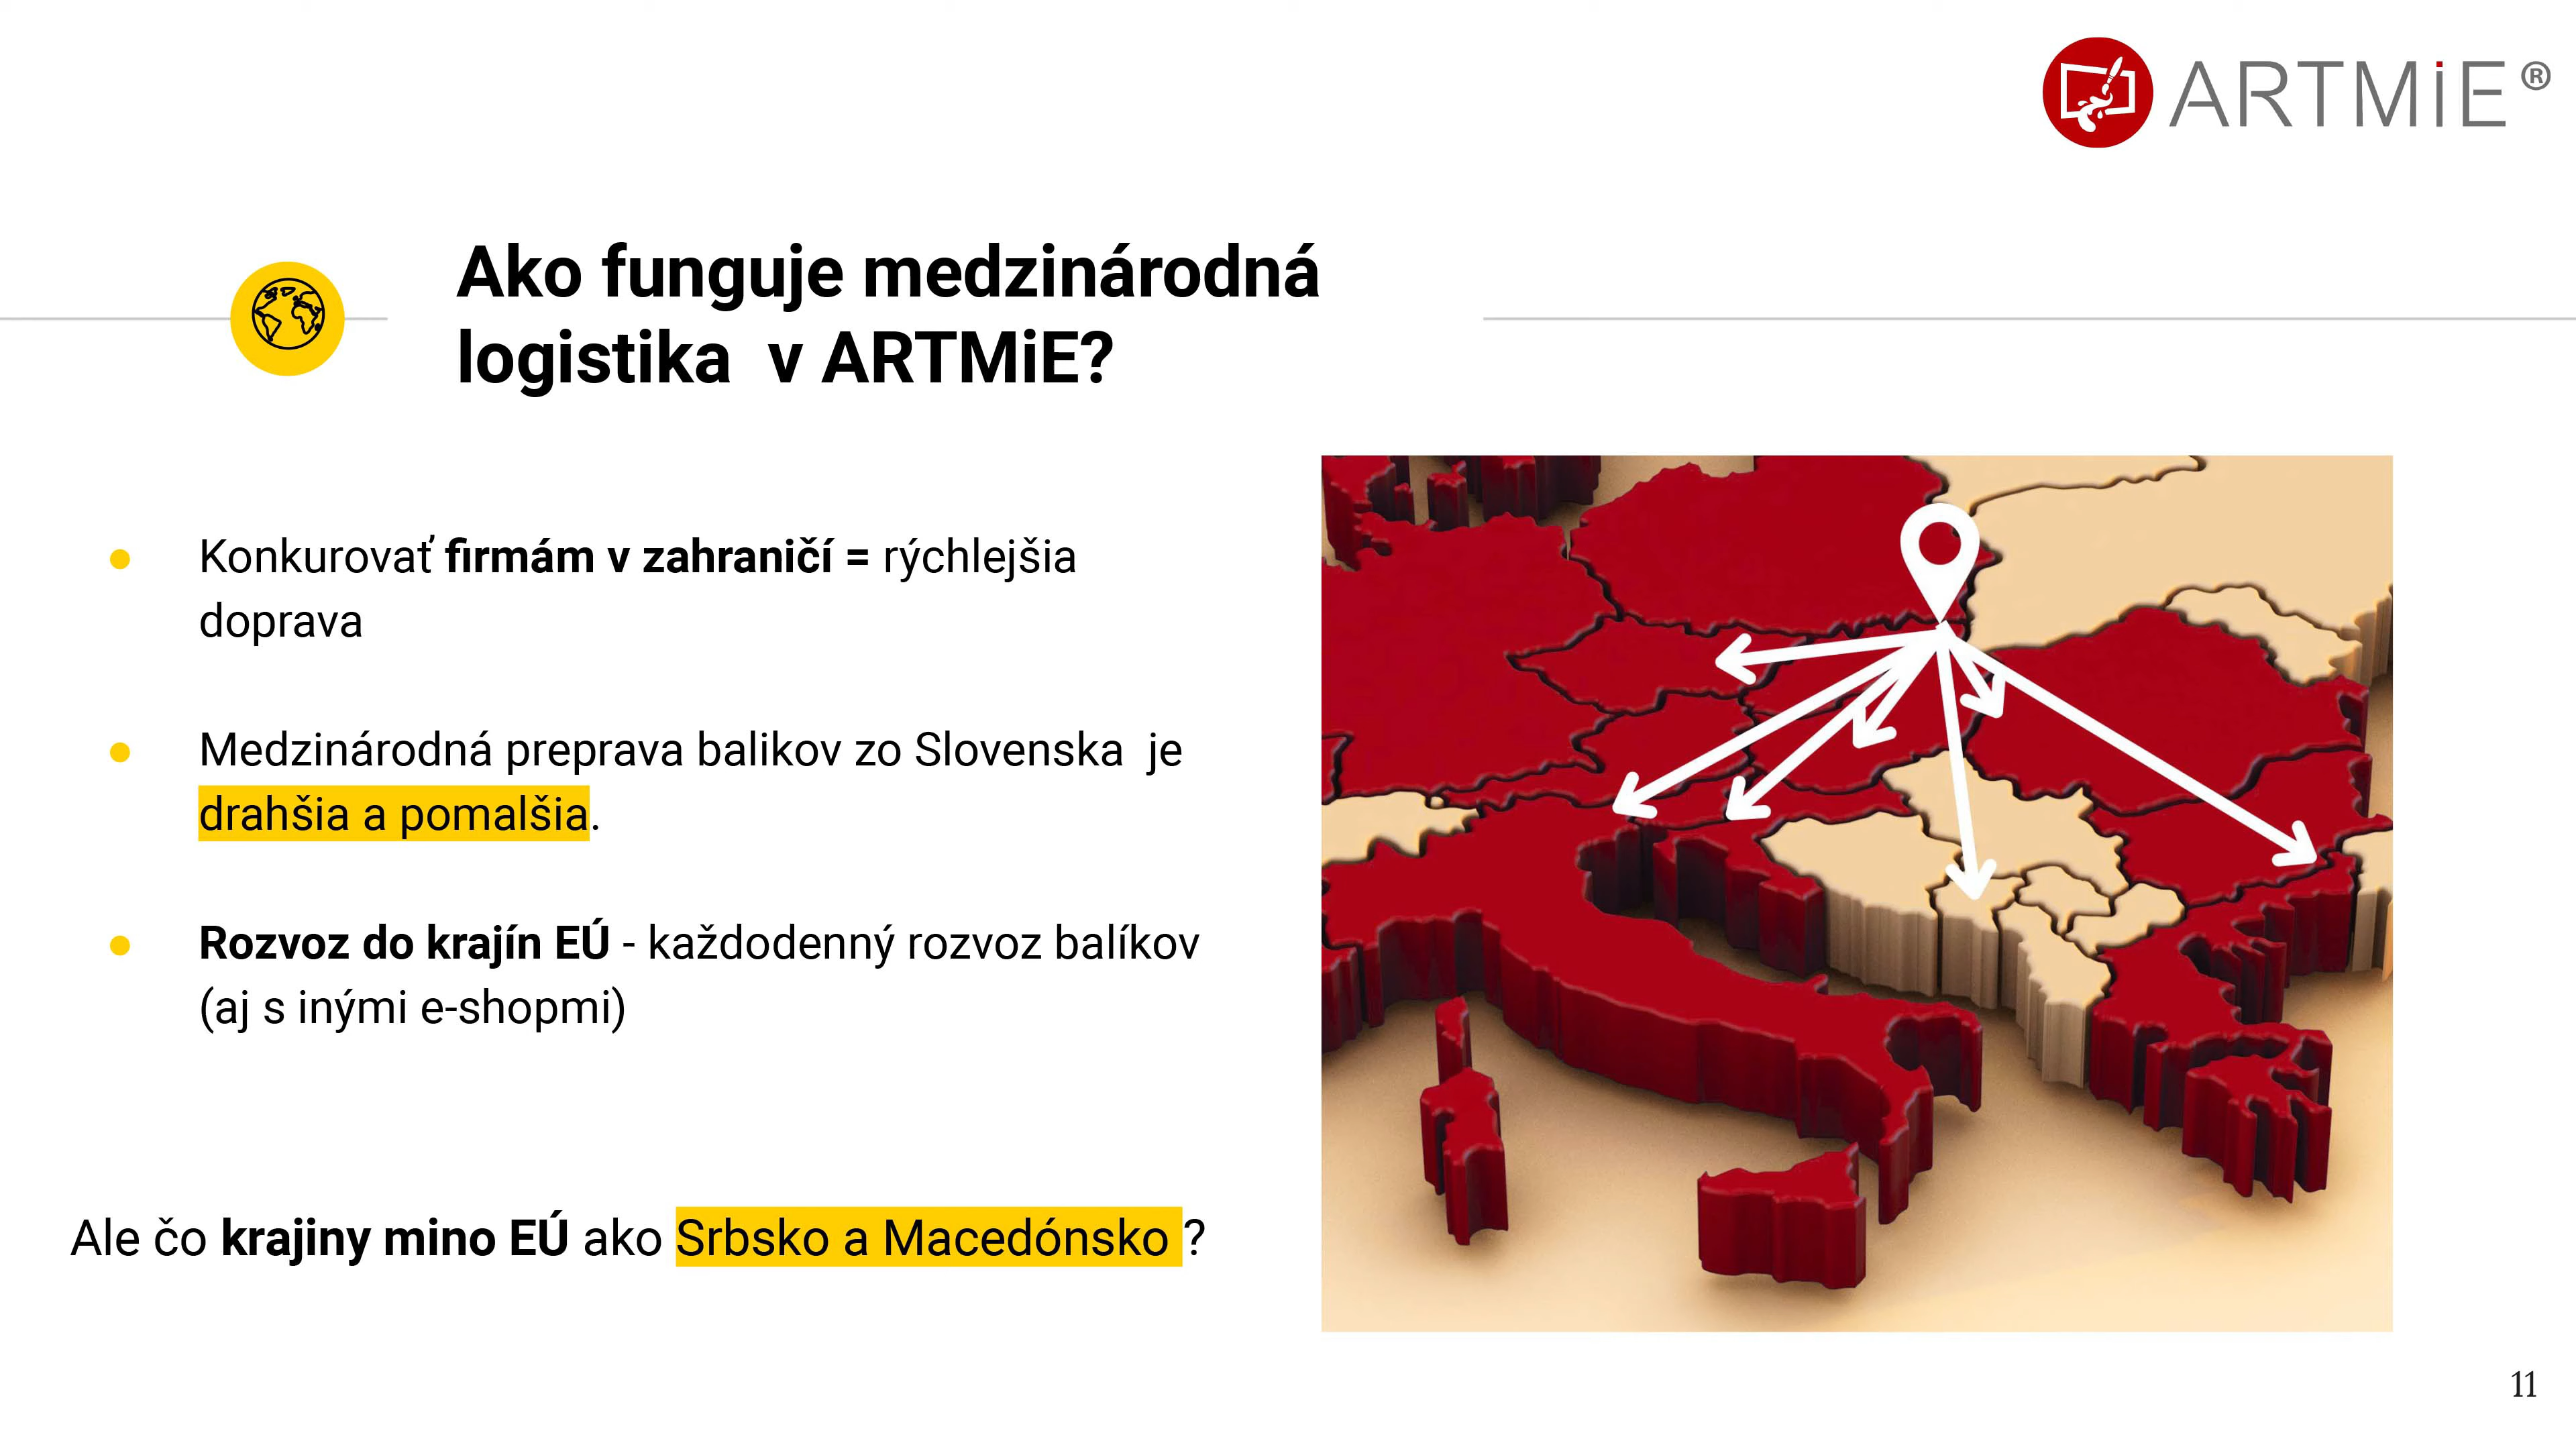 ARTMiE®
Ako funguje medzinárodná
logistika  v ARTMiE?
● Konkurovať firmám v zahraničí = rýchlejšia
doprava
● Medzinárodná preprava balikov zo Slovenska  je
drahšia a pomalšia.
● Rozvoz do krajín EÚ - každodenný rozvoz balíkov
(aj s inými e-shopmi)
Ale čo krajiny mino EÚ ako Srbsko a Macedónsko ?
11